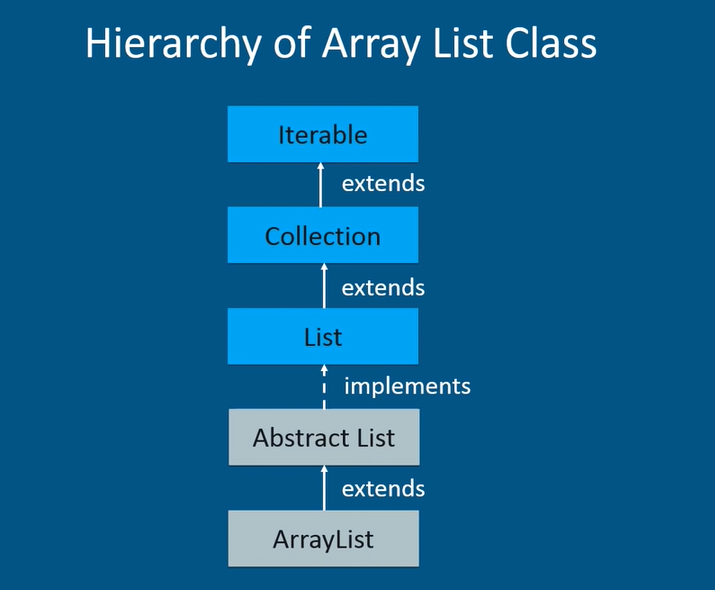 Hierarchy of Array List Class
Iterable
extends
Collection
extends
List
implements
Abstract List
extends
ArrayList